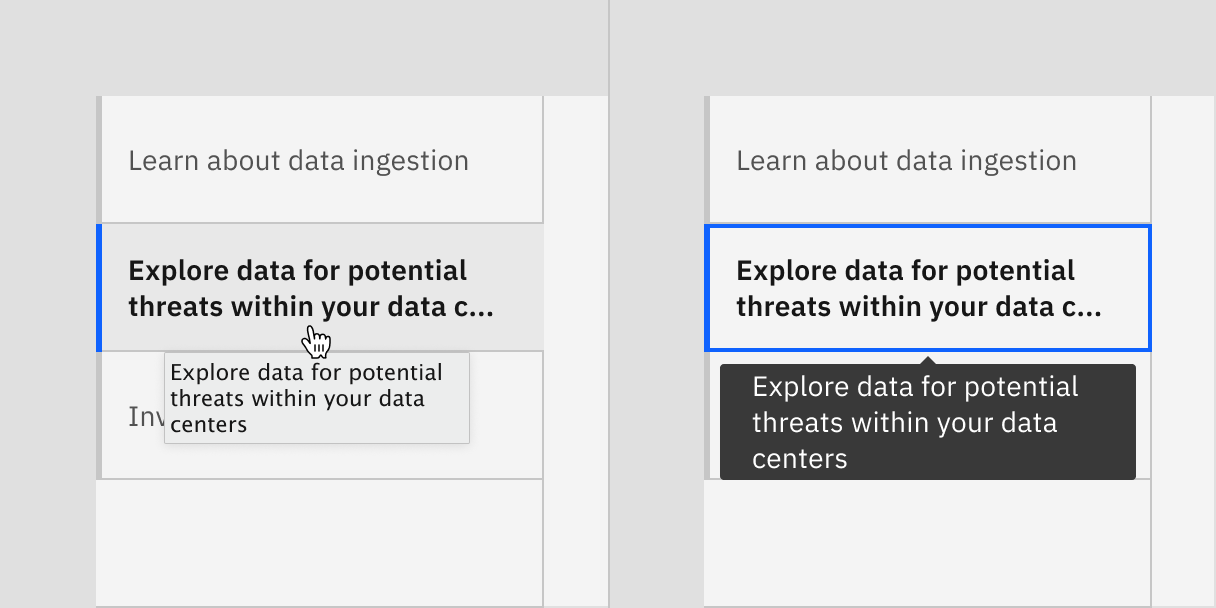 Learn about data ingestion
Explore data for potential
threats within your data c...
Explore data for potential
threats within your data
centers
Learn about data ingestion
Explore data for potential
threats within your data c...
Explore data for potential
threats within your data
centers